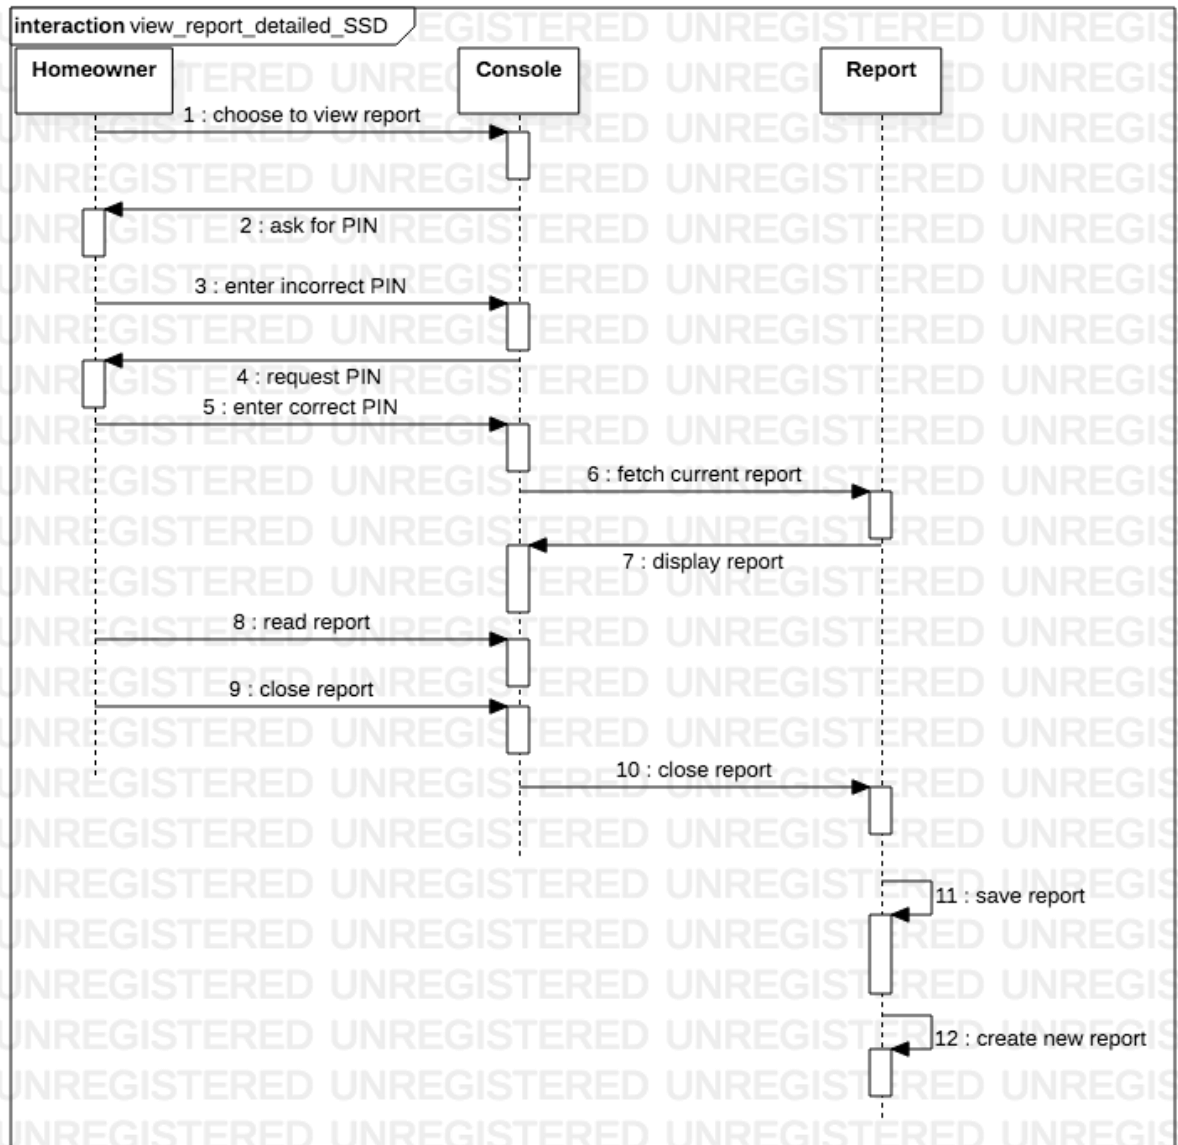 interaction view_report_detailed_SSD
Homeowner
Console
Report
1 : choose to view report
2 : ask for PIN
3 : enter incorrect PIN
4 : request PIN
5 : enter correct PIN
6 : fetch current report
7 : display report
8 : read report
9 : close report
10 : close report
11 : save report
12 : create new report
UNREGISTERED